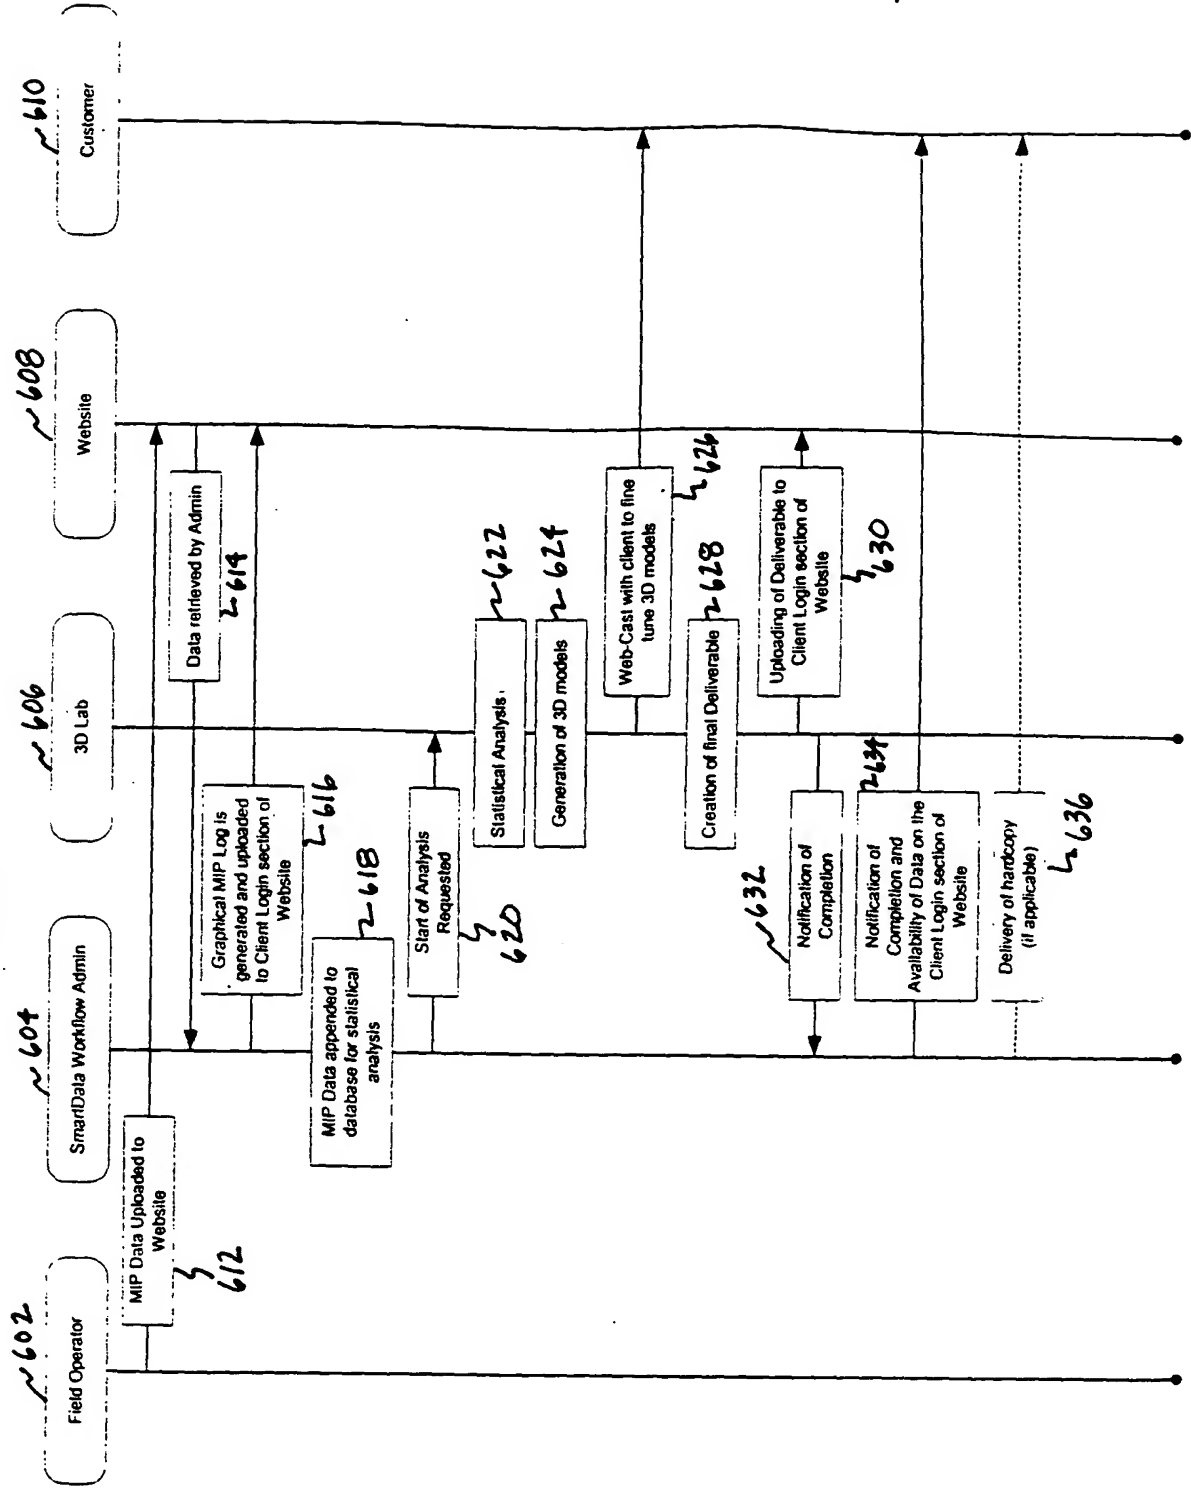 602
Field Operator
604
SmartData Workflow Admin
606
3D Lab
608
Website
610
Customer
MIP Data Uploaded to
Website
612
Data retrieved by Admin
614
Graphical MIP Log is
generated and uploaded
to Client Login section of
Website
616
MIP Data appended to
database for statistical
analysis
618
Start of Analysis
Requested
620
Statistical Analysis
622
Generation of 3D models
624
Web-Cast with client to fine
tune 3D models
626
Creation of final Deliverable
628
Uploading of Deliverable to
Client Login section of
Website
630
Notification of
Completion
632
Notification of
Completion and
Availability of Data on the
Client Login section of
Website
634
Delivery of hardcopy
(if applicable)
636